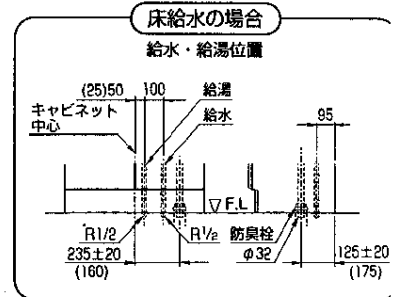 床給水の場合
給水・給湯位置
(25)50 100 給湯
95
キャビネット
中心
給水
▽F.L
R1/2 R1/2 防臭栓
235±20 φ32 125±20
(160) (175)